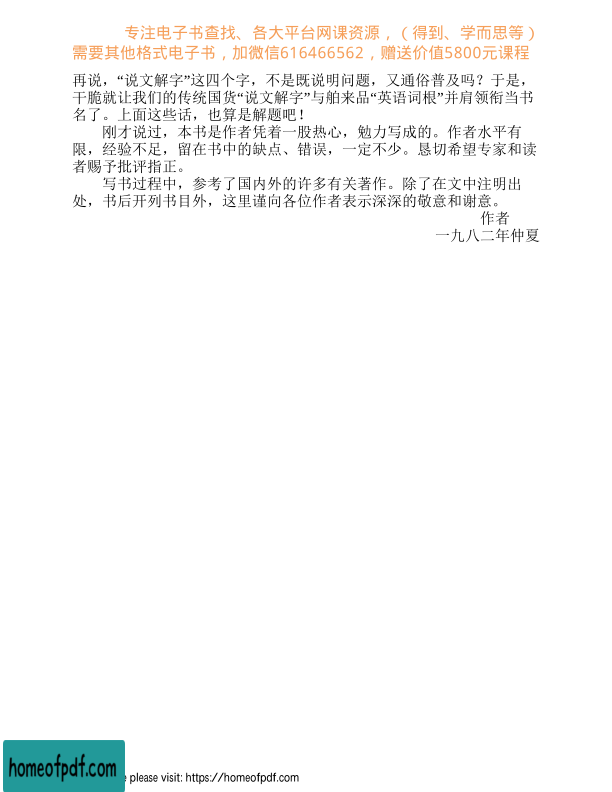 专注电子书查找、各大平台网课资源，（得到、学而思等）
需要其他格式电子书，加微信616466562，赠送价值5800元课程
再说，“说文解字”这四个字，不是既说明问题，又通俗普及吗？于是，
干脆就让我们的传统国货“说文解字”与舶来品“英语词根”并肩领衔当书
名了。上面这些话，也算是解题吧！
刚才说过，本书是作者凭着一股热心，勉力写成的。作者水平有
限，经验不足，留在书中的缺点、错误，一定不少。恳切希望专家和读
者赐予批评指正。
写书过程中，参考了国内外的许多有关著作。除了在文中注明出
处，书后开列书目外，这里谨向各位作者表示深深的敬意和谢意。
作者
一九八二年仲夏
homeofpdf.com
please visit: https://homeofpdf.com